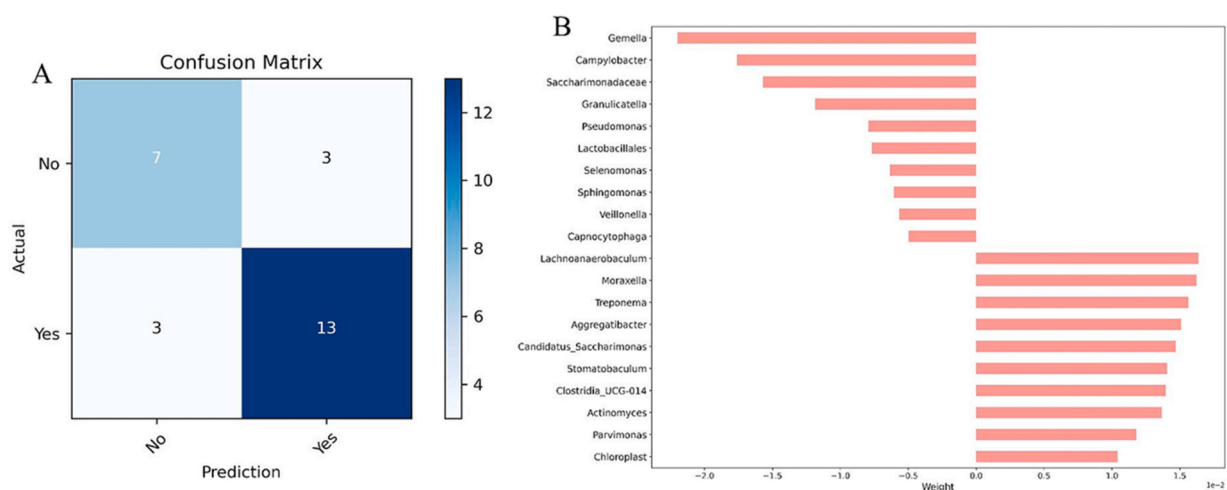 A
Confusion Matrix
No
7
3
Yes
3
13
No
Yes
Actual
Prediction
12
10
8
6
4
B
Gemella
Campylobacter
Saccharimonadaceae
Granulicatella
Pseudomonas
Lactobacillales
Selenomonas
Sphingomonas
Veillonella
Capnocytophaga
Lachnoanaerobaculum
Moraxella
Treponema
Aggregatibacter
Candidatus_Saccharimonas
Stomatobaculum
Clostridia_UCG-014
Actinomyces
Parvimonas
Chloroplast
−2.0 −1.5 −1.0 −0.5 0.0 0.5 1.0 1.5
Weight
1e−2